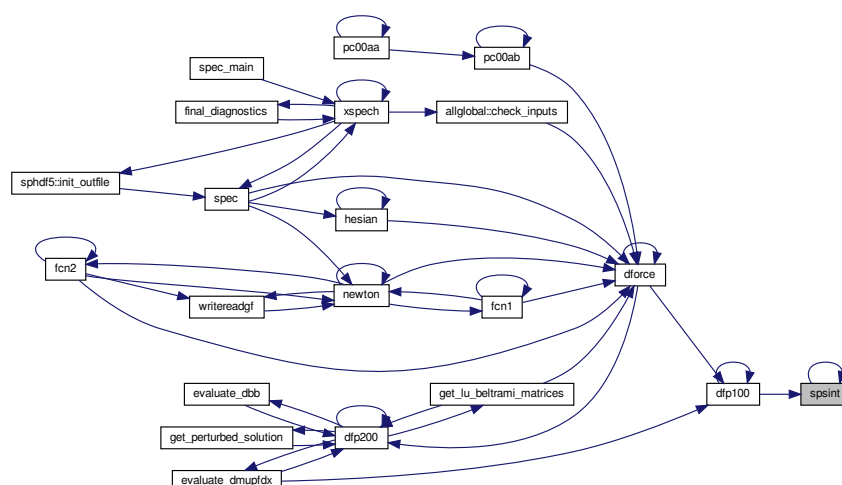 pc00aa
pc00ab
spec_main
final_diagnostics
xspech
allglobal::check_inputs
sphdf5::init_outfile
spec
hesian
fcn2
newton
writereadgf
fcn1
dforce
evaluate_dbb
get_lu_beltrami_matrices
dfp100
spsint
get_perturbed_solution
dfp200
evaluate_dmupfdx